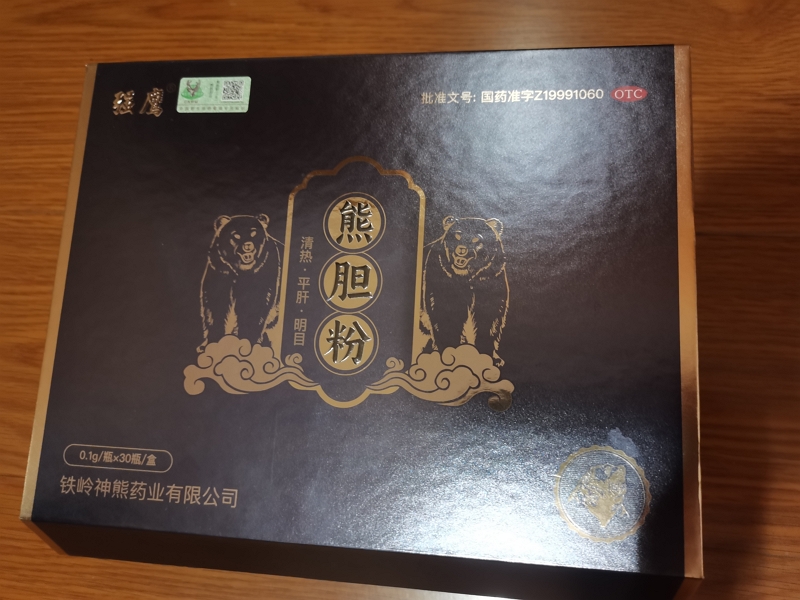 强鹰
批准文号: 国药准字Z19991060 OTC
熊胆粉
清热·平肝·明目
0.1g/瓶×30瓶/盒
铁岭神熊药业有限公司